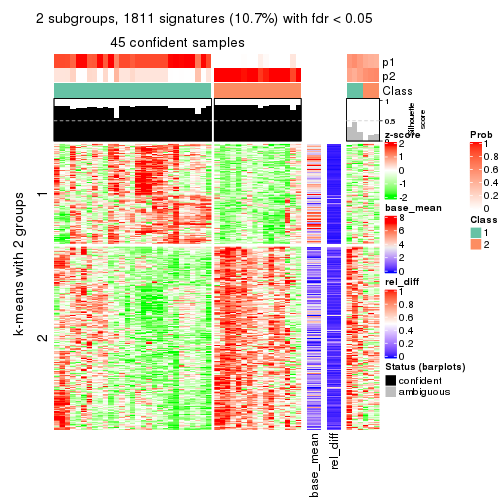 2 subgroups, 1811 signatures (10.7%) with fdr < 0.05
45 confident samples
p1
p2
Class
1
0.5
0
Silhouette
score
k-means with 2 groups
1
2
base_mean
rel_diff
z-score
2
1
0
-1
-2
base_mean
8
6
4
2
0
rel_diff
1
0.8
0.6
0.4
0.2
0
Status (barplots)
confident
ambiguous
Prob
1
0.8
0.6
0.4
0.2
0
Class
1
2